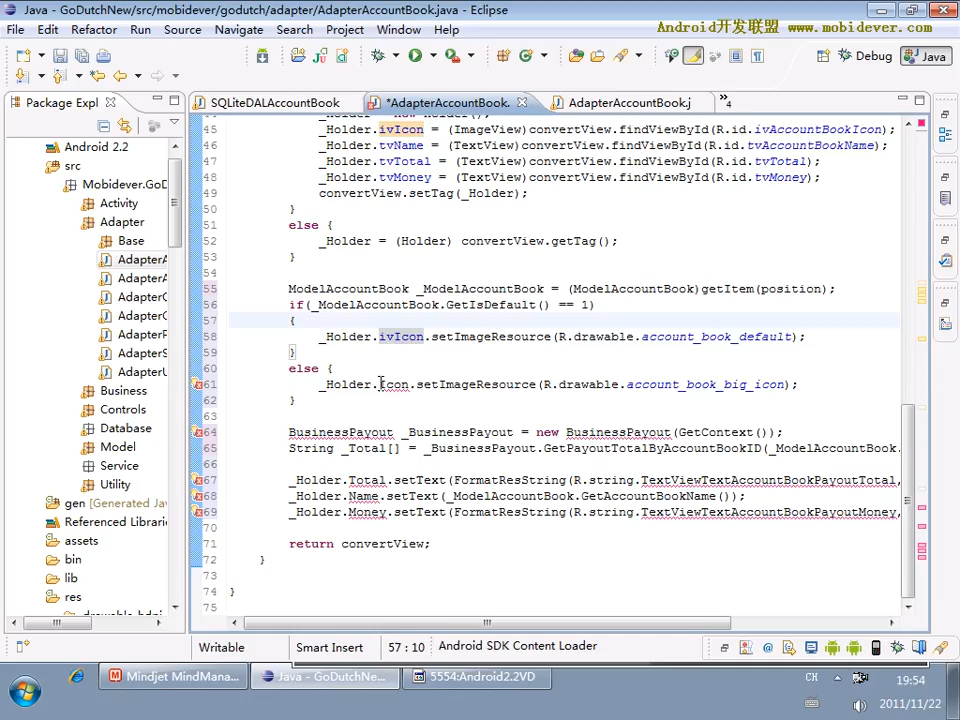 Java - GoDutchNew/src/mobidever/godutch/adapter/AdapterAccountBook.java - Eclipse
File Edit Refactor Run Source Navigate Search Project Window Help
Android开发联盟 www.mobidever.com
Debug Java
Package Expl
SQLiteDALAccountBook *AdapterAccountBook. AdapterAccountBook.j »4
Android 2.2
src
Mobidever.GoD
Activity
Adapter
Base
AdapterA
AdapterA
AdapterC
AdapterC
AdapterP
AdapterS
AdapterU
Business
Controls
Database
Model
Service
Utility
gen [Generated J
Referenced Librari
assets
bin
lib
res
drawable-hdpi
45 _Holder.ivIcon = (ImageView)convertView.findViewById(R.id.ivAccountBookIcon);
46 _Holder.tvName = (TextView)convertView.findViewById(R.id.tvAccountBookName);
47 _Holder.tvTotal = (TextView)convertView.findViewById(R.id.tvTotal);
48 _Holder.tvMoney = (TextView)convertView.findViewById(R.id.tvMoney);
49 convertView.setTag(_Holder);
50 }
51 else {
52 _Holder = (Holder) convertView.getTag();
53 }
54
55 ModelAccountBook _ModelAccountBook = (ModelAccountBook)getItem(position);
56 if(_ModelAccountBook.GetIsDefault() == 1)
57 {
58 _Holder.ivIcon.setImageResource(R.drawable.account_book_default);
59 }
60 else {
61 _Holder.Icon.setImageResource(R.drawable.account_book_big_icon);
62 }
63
64 BusinessPayout _BusinessPayout = new BusinessPayout(GetContext());
65 String _Total[] = _BusinessPayout.GetPayoutTotalByAccountBookID(_ModelAccountBook.
66
67 _Holder.Total.setText(FormatResString(R.string.TextViewTextAccountBookPayoutTotal,
68 _Holder.Name.setText(_ModelAccountBook.GetAccountBookName());
69 _Holder.Money.setText(FormatResString(R.string.TextViewTextAccountBookPayoutMoney,
70
71 return convertView;
72 }
73
74 }
75
Writable Smart Insert 57 : 10 Android SDK Content Loader
Mindjet MindMana... Java - GoDutchNe... 5554:Android2.2VD
CH 19:54
2011/11/22